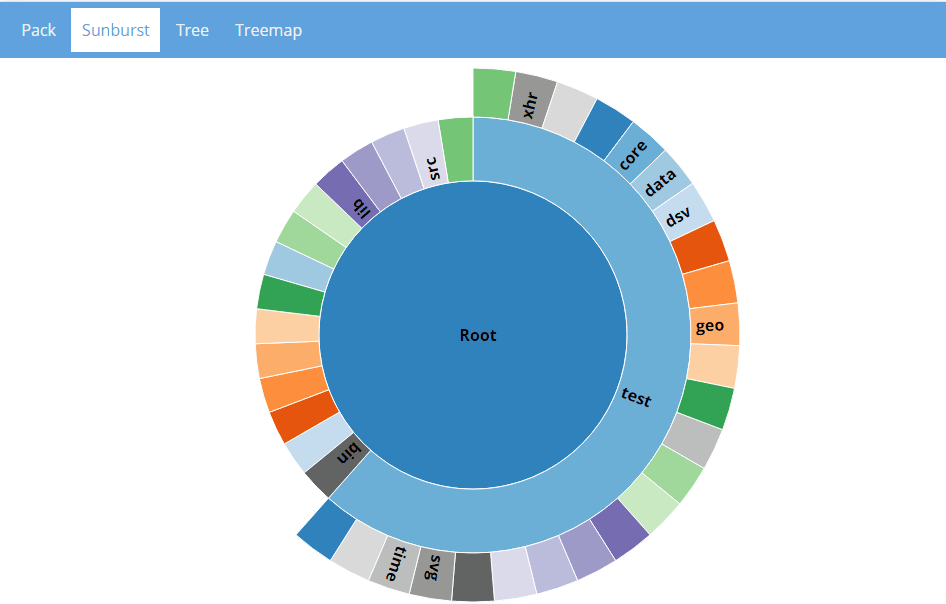 Pack Sunburst Tree Treemap
xhr
core
data
dsv
geo
test
svg
time
bin
lib
src
Root